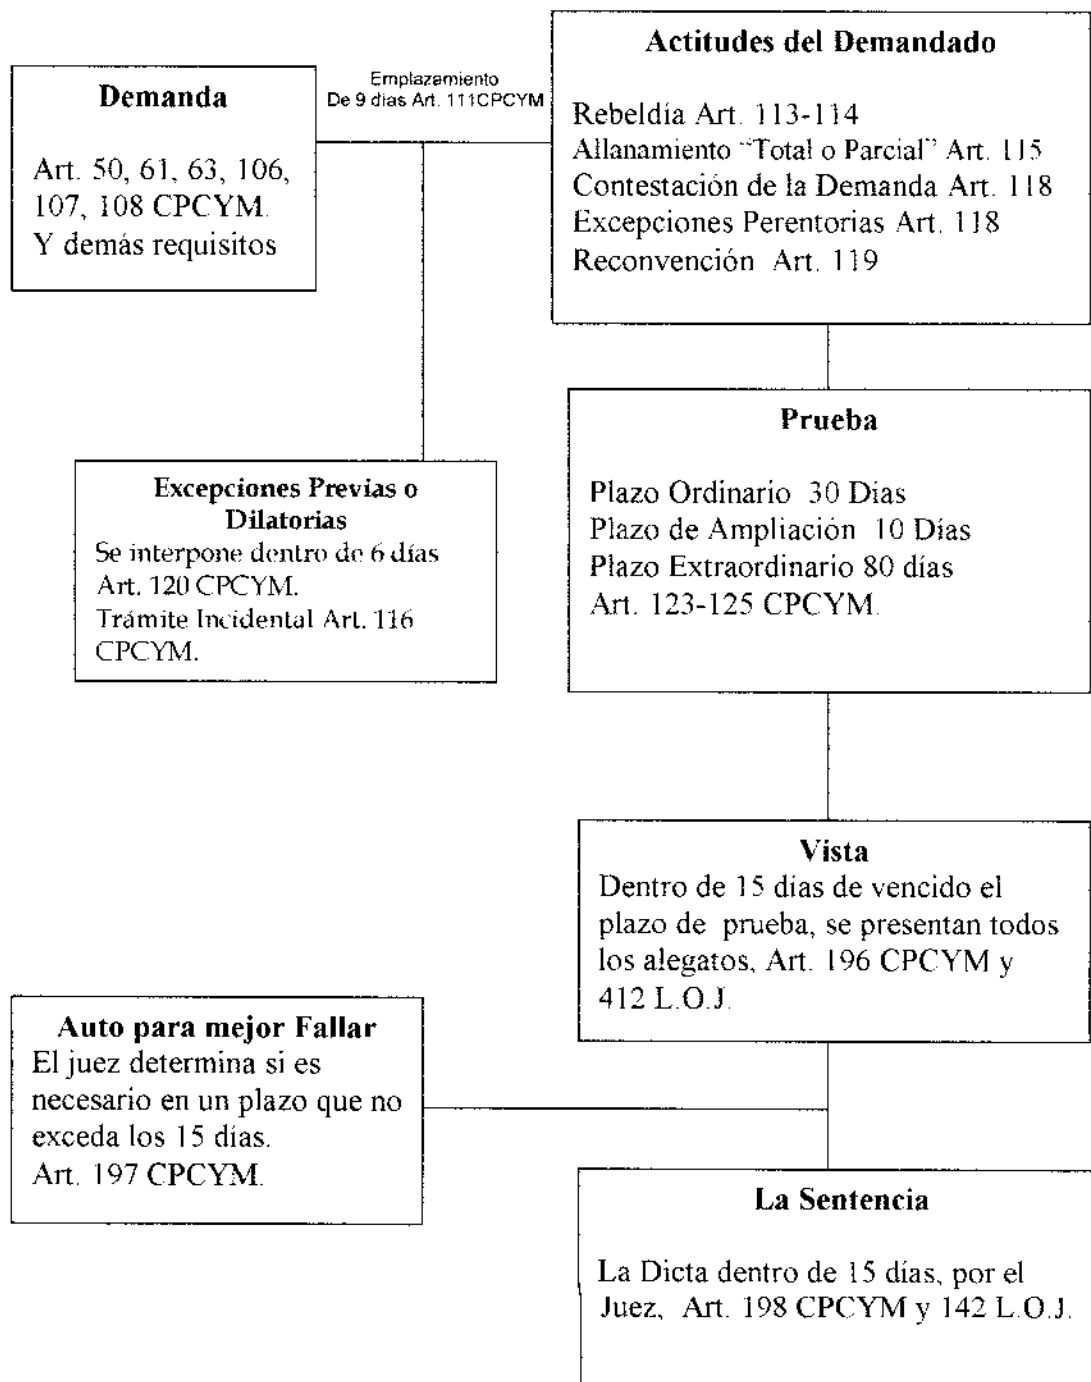 Demanda
Art. 50, 61, 63, 106,
107, 108 CPCYM.
Y demás requisitos
Emplazamiento
De 9 días Art. 111CPCYM
Actitudes del Demandado
Rebeldía Art. 113-114
Allanamiento “Total o Parcial” Art. 115
Contestación de la Demanda Art. 118
Excepciones Perentorias Art. 118
Reconvención Art. 119
Excepciones Previas o
Dilatorias
Se interpone dentro de 6 días
Art. 120 CPCYM.
Trámite Incidental Art. 116
CPCYM.
Prueba
Plazo Ordinario 30 Días
Plazo de Ampliación 10 Días
Plazo Extraordinario 80 días
Art. 123-125 CPCYM.
Vista
Dentro de 15 días de vencido el
plazo de prueba, se presentan todos
los alegatos, Art. 196 CPCYM y
412 L.O.J.
Auto para mejor Fallar
El juez determina si es
necesario en un plazo que no
exceda los 15 días.
Art. 197 CPCYM.
La Sentencia
La Dicta dentro de 15 días, por el
Juez, Art. 198 CPCYM y 142 L.O.J.